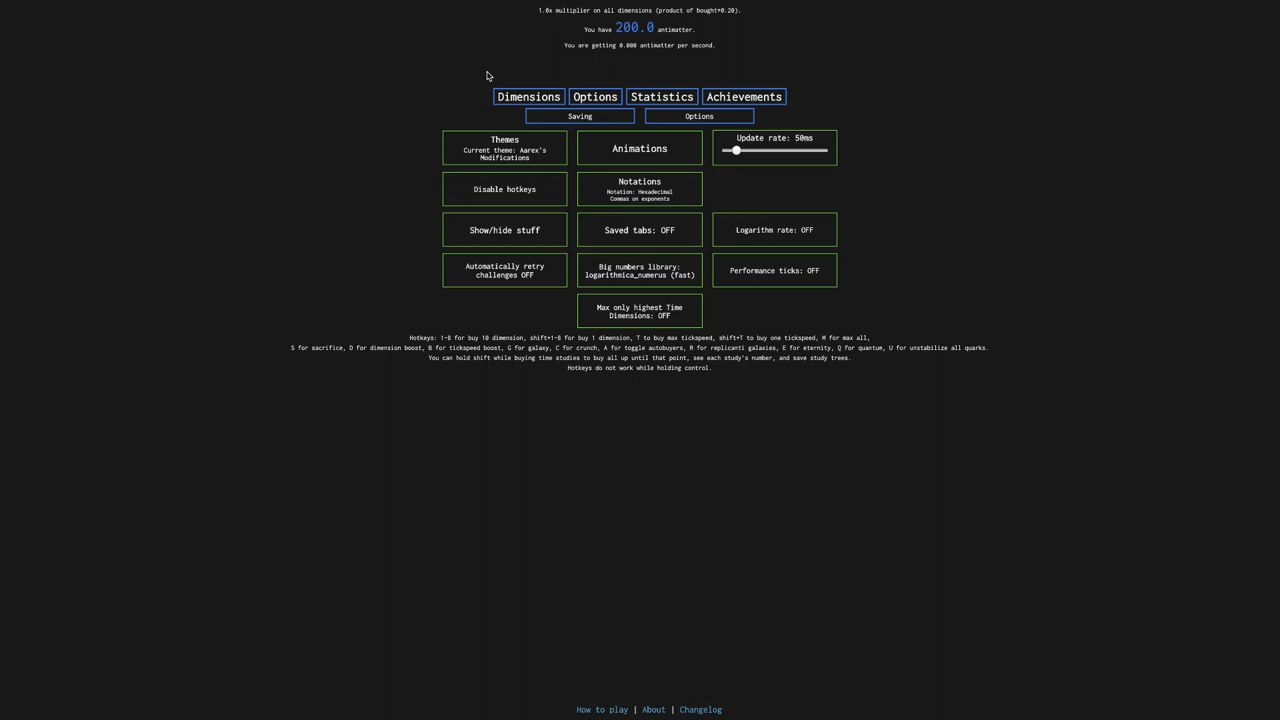 1.0x multiplier on all dimensions (product of bought*0.20).
You have 200.0 antimatter.
You are getting 0.000 antimatter per second.
Dimensions Options Statistics Achievements
Saving Options
Themes
Current theme: Aarex's
Modifications
Animations
Update rate: 50ms
Disable hotkeys
Notations
Notation: Hexadecimal
Commas on exponents
Show/hide stuff
Saved tabs: OFF
Logarithm rate: OFF
Automatically retry
challenges OFF
Big numbers library:
logarithmica_numerus (fast)
Performance ticks: OFF
Max only highest Time
Dimensions: OFF
Hotkeys: 1-8 for buy 10 dimension, shift+1-8 for buy 1 dimension, T to buy max tickspeed, shift+T to buy one tickspeed, M for max all,
S for sacrifice, D for dimension boost, B for tickspeed boost, G for galaxy, C for crunch, A for toggle autobuyers, R for replicanti galaxies, E for eternity, Q for quantum, U for unstabilize all quarks.
You can hold shift while buying time studies to buy all up until that point, see each study's number, and save study trees.
Hotkeys do not work while holding control.
How to play | About | Changelog